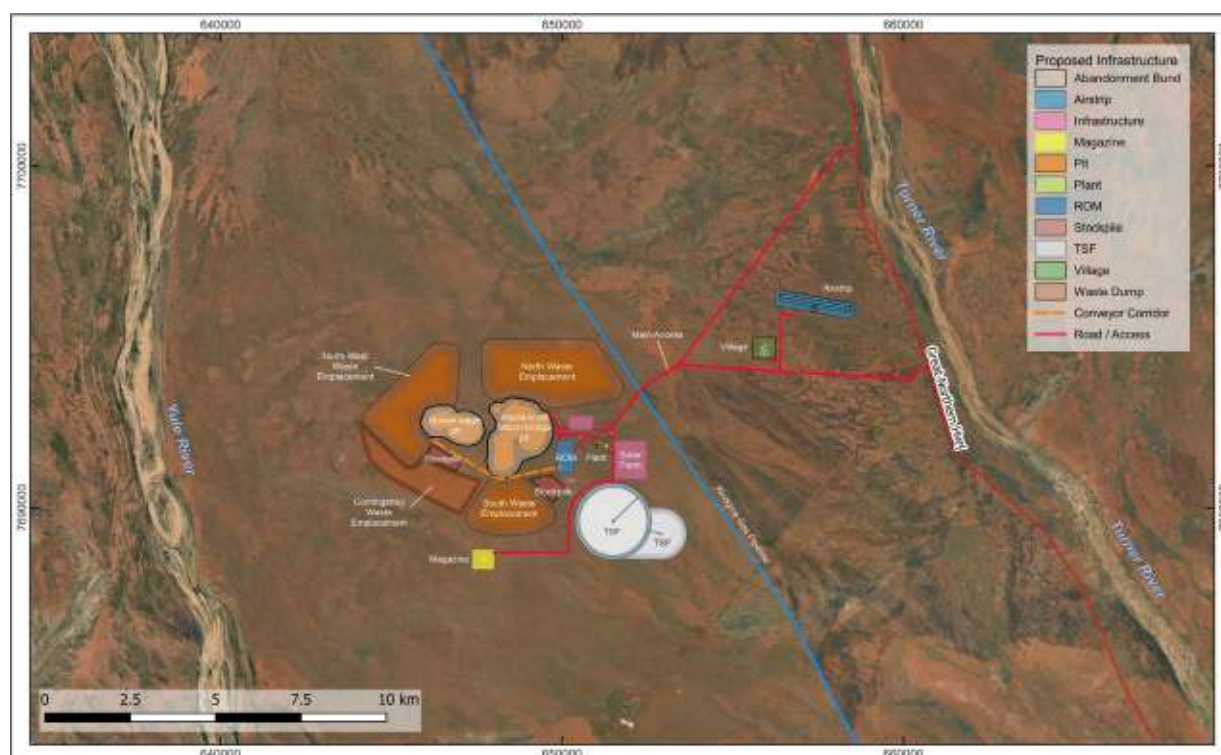 640000
650000
660000
7700000
7690000
Proposed Infrastructure
Abandonment Bund
Airstrip
Infrastructure
Magazine
Pit
Plant
ROM
Stockpile
TSF
Village
Waste Dump
Conveyor Corridor
Road / Access
Turner River
Airstrip
Main Access
Village
Great Northern Hwy
North West
Waste
Emplacement
North Waste
Emplacement
Yule River
ROM
Plant
Solar
Farm
Contingency
Waste
Emplacement
South Waste
Emplacement
Stockpile
TSF
TSF
Magazine
Turner River
0
2.5
5
7.5
10 km
640000
650000
660000